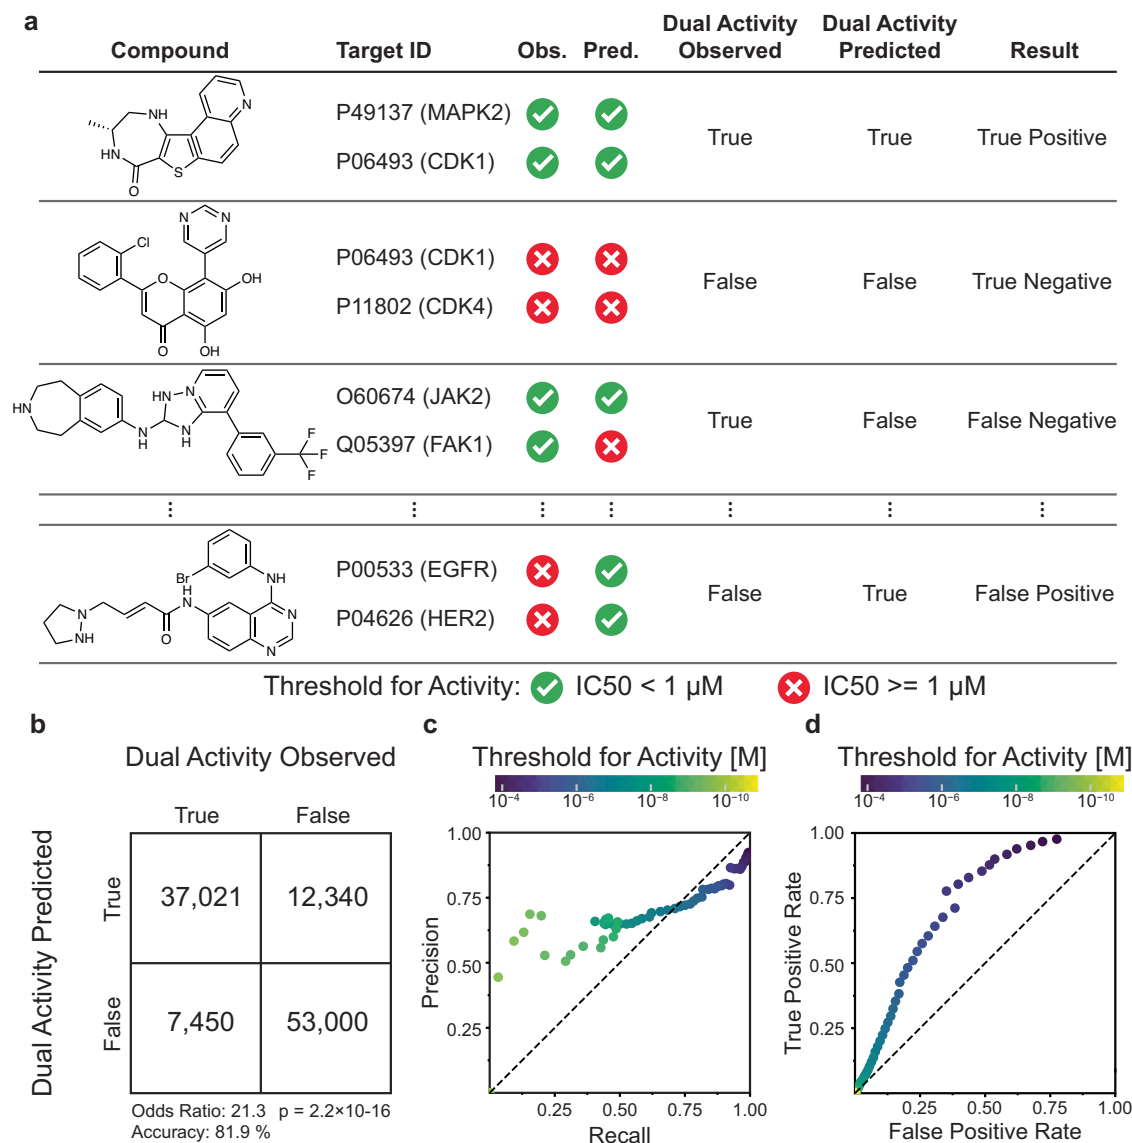 a
Dual Activity Dual Activity
Compound Target ID Obs. Pred. Observed Predicted Result
NH
N
HN
S
O
P49137 (MAPK2)
P06493 (CDK1)
True True True Positive
N N
Cl
O
OH
O
OH
P06493 (CDK1)
P11802 (CDK4)
False False True Negative
HN
HN
N
N
H
N
H
F
F
F
O60674 (JAK2)
Q05397 (FAK1)
True False False Negative
Br
H
N
NH
N
N
N
NH
O
P00533 (EGFR)
P04626 (HER2)
False True False Positive
Threshold for Activity: IC50 < 1 µM IC50 >= 1 µM
b
Dual Activity Observed
True False
Dual Activity Predicted
True
False
37,021 12,340
7,450 53,000
Odds Ratio: 21.3 p = 2.2×10-16
Accuracy: 81.9 %
c
Threshold for Activity [M]
10−4 10−6 10−8 10−10
Precision
1.00
0.75
0.50
0.25
0.25 0.50 0.75 1.00
Recall
d
Threshold for Activity [M]
10−4 10−6 10−8 10−10
True Positive Rate
1.00
0.75
0.50
0.25
0.25 0.50 0.75 1.00
False Positive Rate